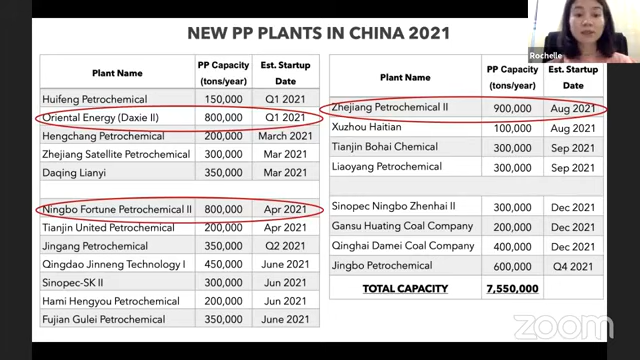 NEW PP PLANTS IN CHINA 2021
Rochelle
Plant Name PP Capacity (tons/year) Est. Startup Date
Huifeng Petrochemical 150,000 Q1 2021
Oriental Energy (Daxie II) 800,000 Q1 2021
Hengchang Petrochemical 200,000 March 2021
Zhejiang Satellite Petrochemical 300,000 Mar 2021
Daqing Lianyi 350,000 Mar 2021
Ningbo Fortune Petrochemical II 800,000 Apr 2021
Tianjin United Petrochemical 200,000 Apr 2021
Jingang Petrochemical 350,000 Q2 2021
Qingdao Jinneng Technology I 450,000 June 2021
Sinopec-SK II 300,000 Jun 2021
Hami Hengyou Petrochemical 200,000 Jun 2021
Fujian Gulei Petrochemical 350,000 June 2021
Plant Name PP Capacity (tons/year) Est. Startup Date
Zhejiang Petrochemical II 900,000 Aug 2021
Xuzhou Haitian 100,000 Aug 2021
Tianjin Bohai Chemical 300,000 Sep 2021
Liaoyang Petrochemical 300,000 Sep 2021
Sinopec Ningbo Zhenhai II 300,000 Dec 2021
Gansu Huating Coal Company 200,000 Dec 2021
Qinghai Damei Coal Company 400,000 Dec 2021
Jingbo Petrochemical 600,000 Q4 2021
TOTAL CAPACITY 7,550,000
zoom